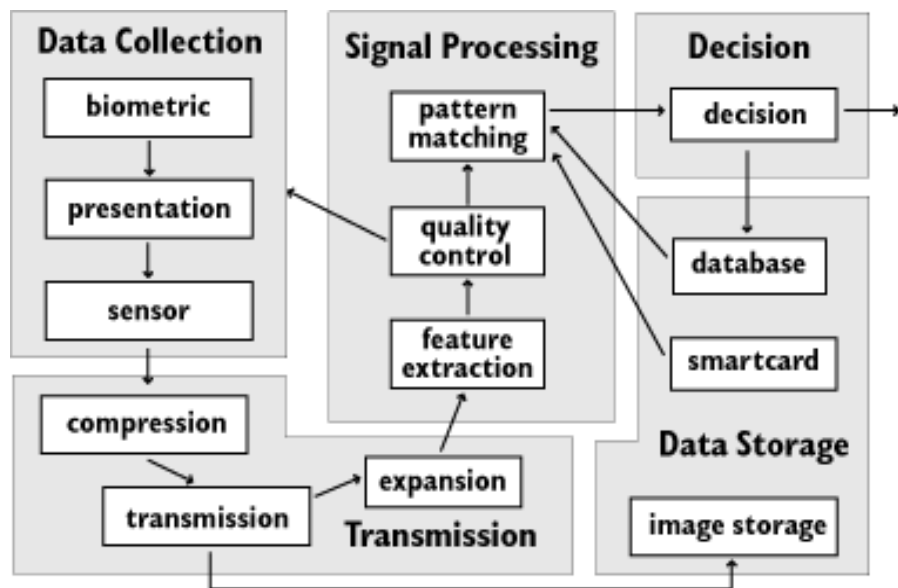 Data Collection
biometric
presentation
sensor
Signal Processing
pattern
matching
quality
control
feature
extraction
Decision
decision
database
smartcard
Data Storage
image storage
compression
transmission
expansion
Transmission